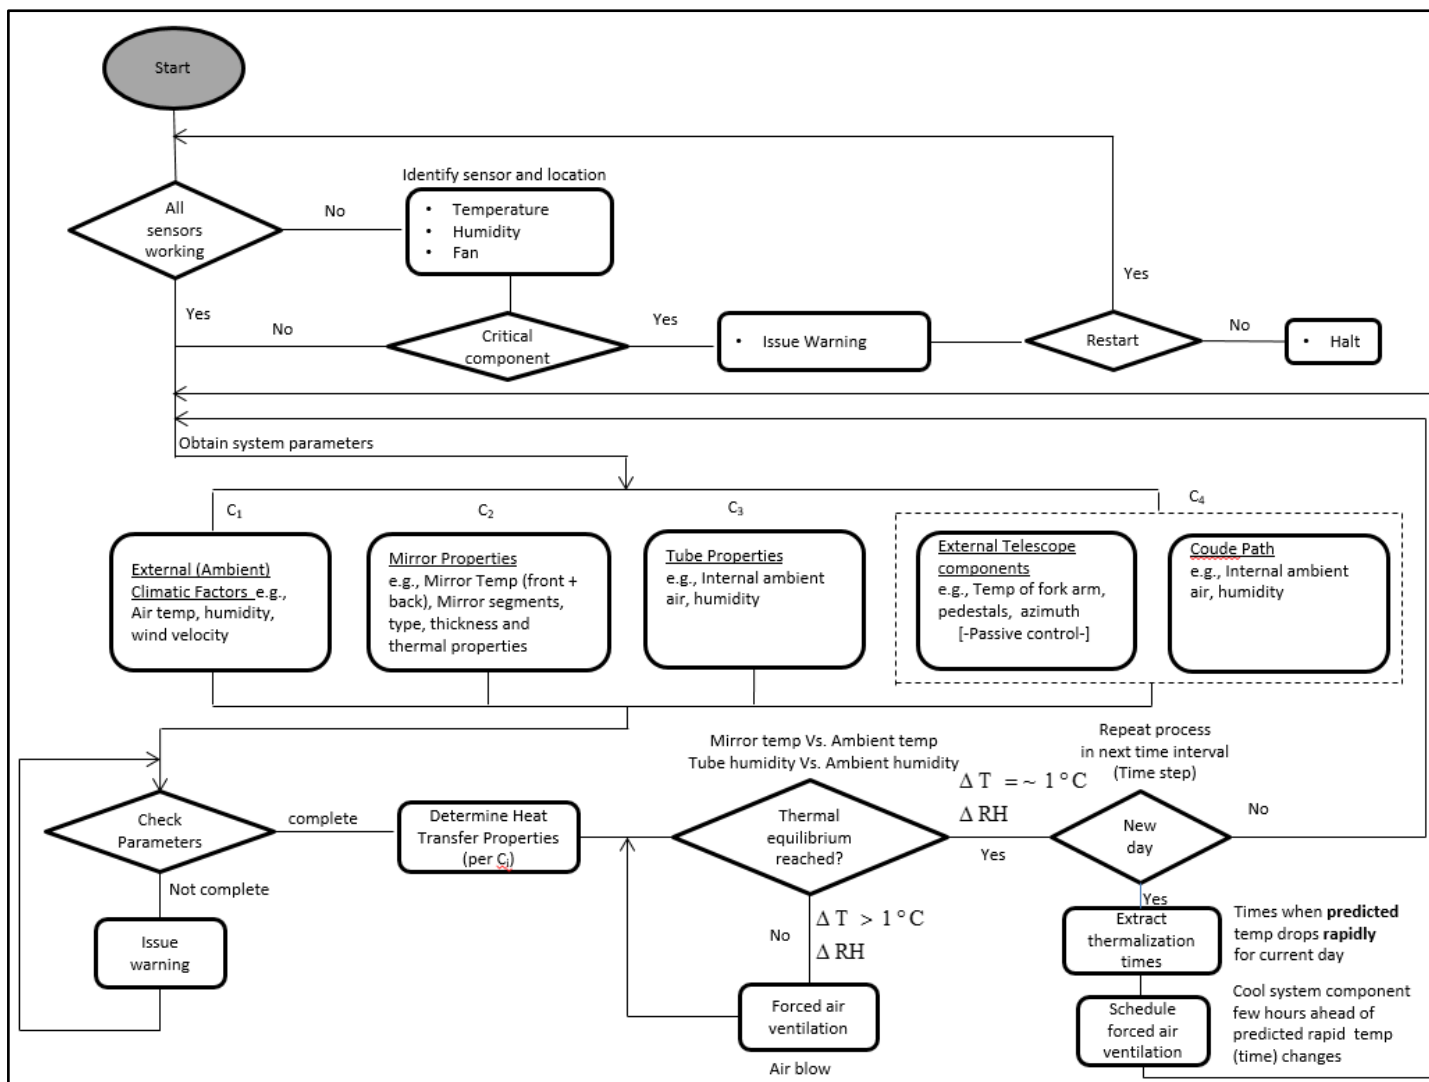 Start
All
sensors
working
No
Identify sensor and location
• Temperature
• Humidity
• Fan
Yes
No
Critical
component
Yes
• Issue Warning
Yes
Restart
No
• Halt
Obtain system parameters
C₁
C₂
C₃
C₄
External (Ambient)
Climatic Factors e.g.,
Air temp, humidity,
wind velocity
Mirror Properties
e.g., Mirror Temp (front +
back), Mirror segments,
type, thickness and
thermal properties
Tube Properties
e.g., Internal ambient
air, humidity
External Telescope
components
e.g., Temp of fork arm,
pedestals, azimuth
[-Passive control-]
Coude Path
e.g., Internal ambient
air, humidity
Check
Parameters
complete
Not complete
Issue
warning
Determine Heat
Transfer Properties
(per Cᵢ)
Mirror temp Vs. Ambient temp
Tube humidity Vs. Ambient humidity
Thermal
equilibrium
reached?
Δ T = ~ 1 °C
Δ RH
Yes
No
Δ T > 1 °C
Δ RH
Forced air
ventilation
Air blow
Repeat process
in next time interval
(Time step)
New
day
No
Yes
Extract
thermalization
times
Times when predicted
temp drops rapidly
for current day
Schedule
forced air
ventilation
Cool system component
few hours ahead of
predicted rapid temp
(time) changes